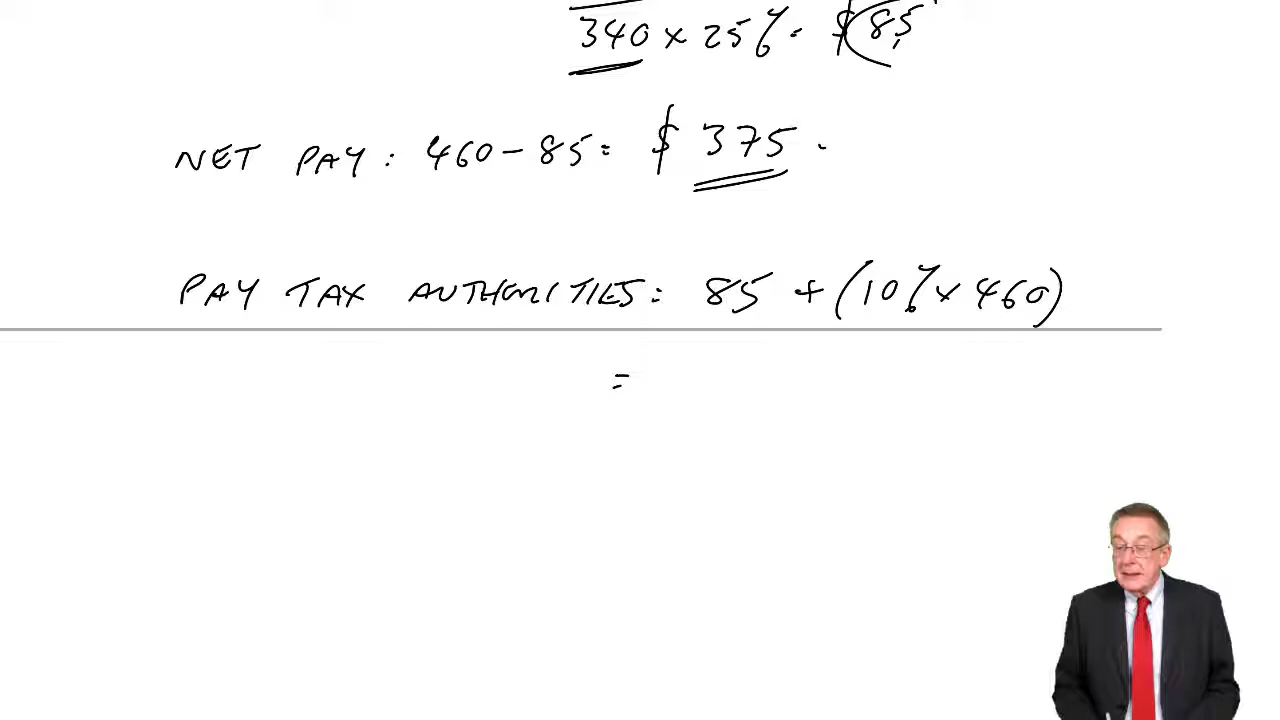 340 x 25% = $85
NET PAY: 460 - 85 = $375.
PAY TAX AUTHORITIES: 85 + (10% x 460)
=